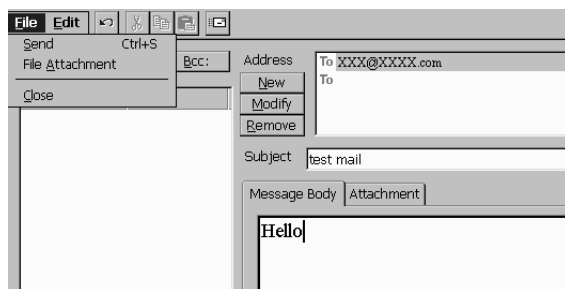 File Edit
Send Ctrl+S
File Attachment
Close
Bcc:
Address
To XXX@XXXX.com
To
New
Modify
Remove
Subject test mail
Message Body Attachment
Hello